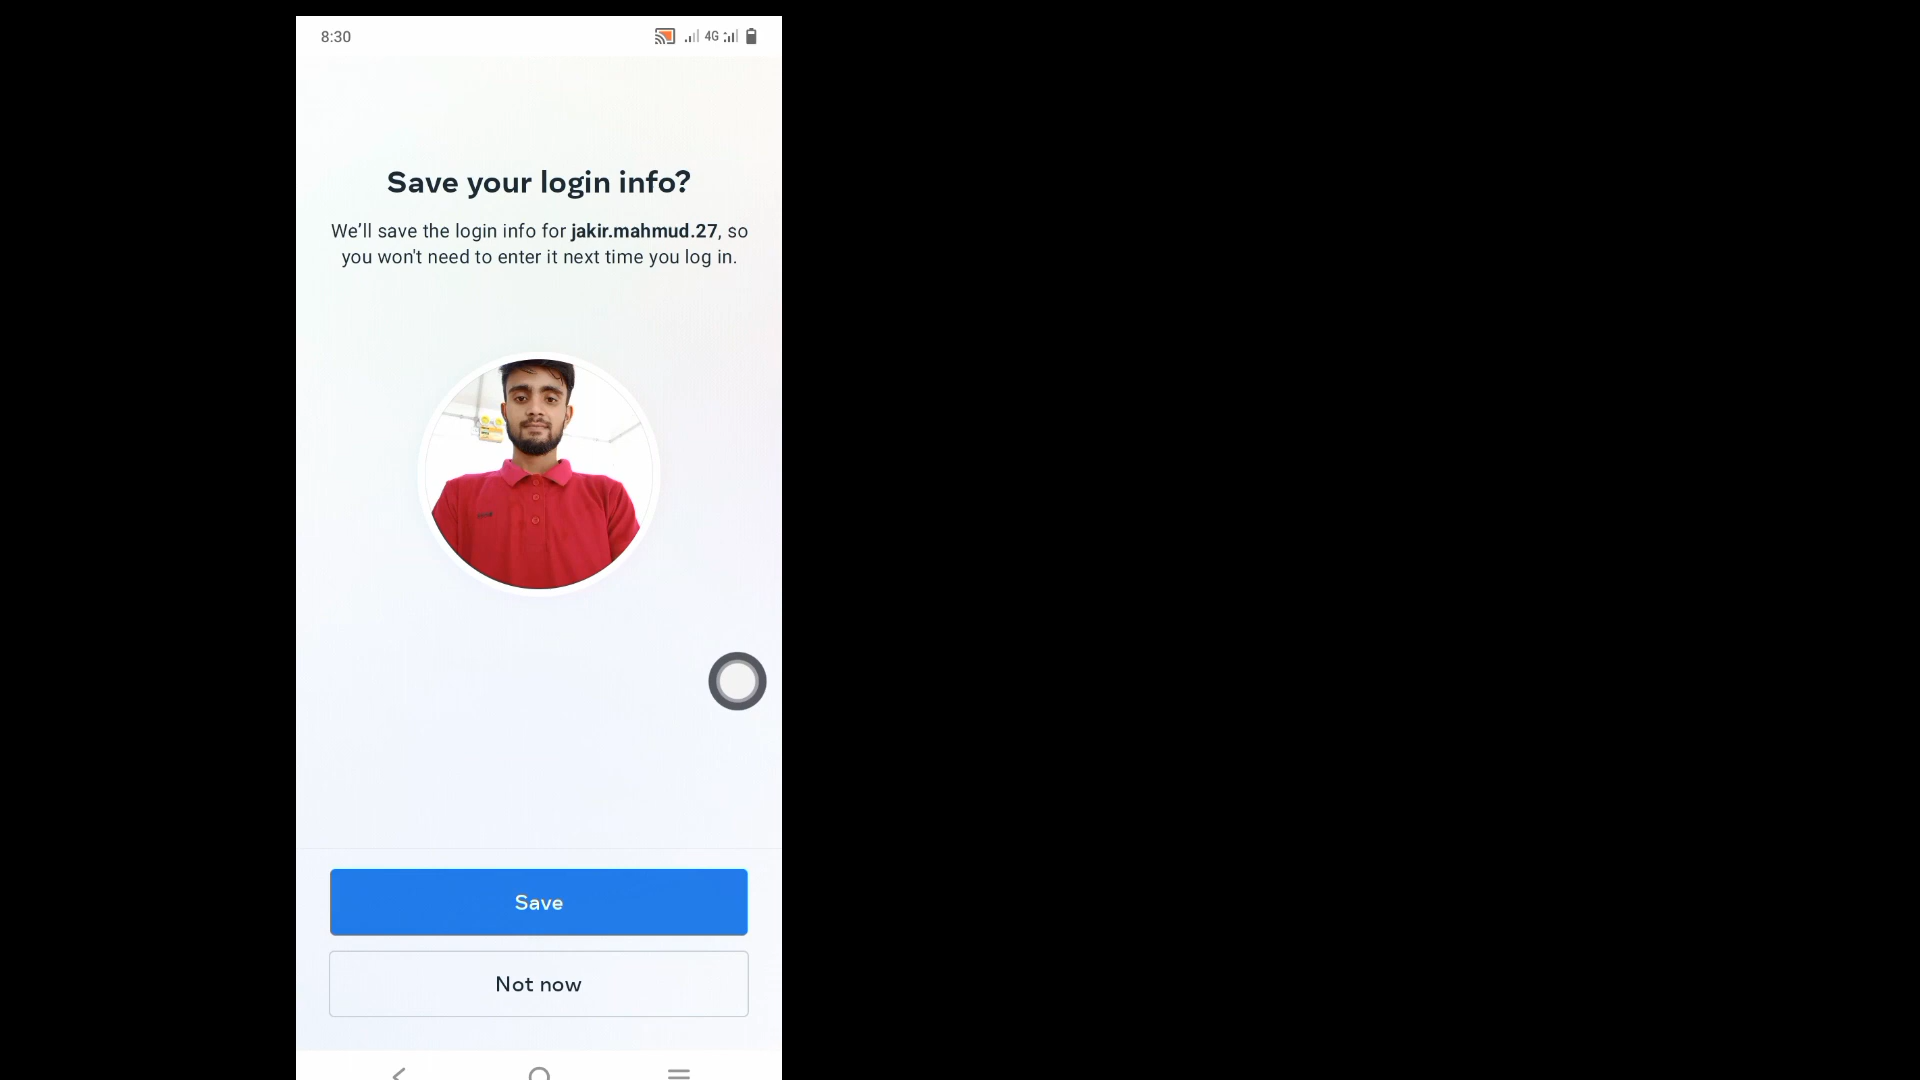 8:30
4G
Save your login info?
We’ll save the login info for jakir.mahmud.27, so
you won't need to enter it next time you log in.
Save
Not now